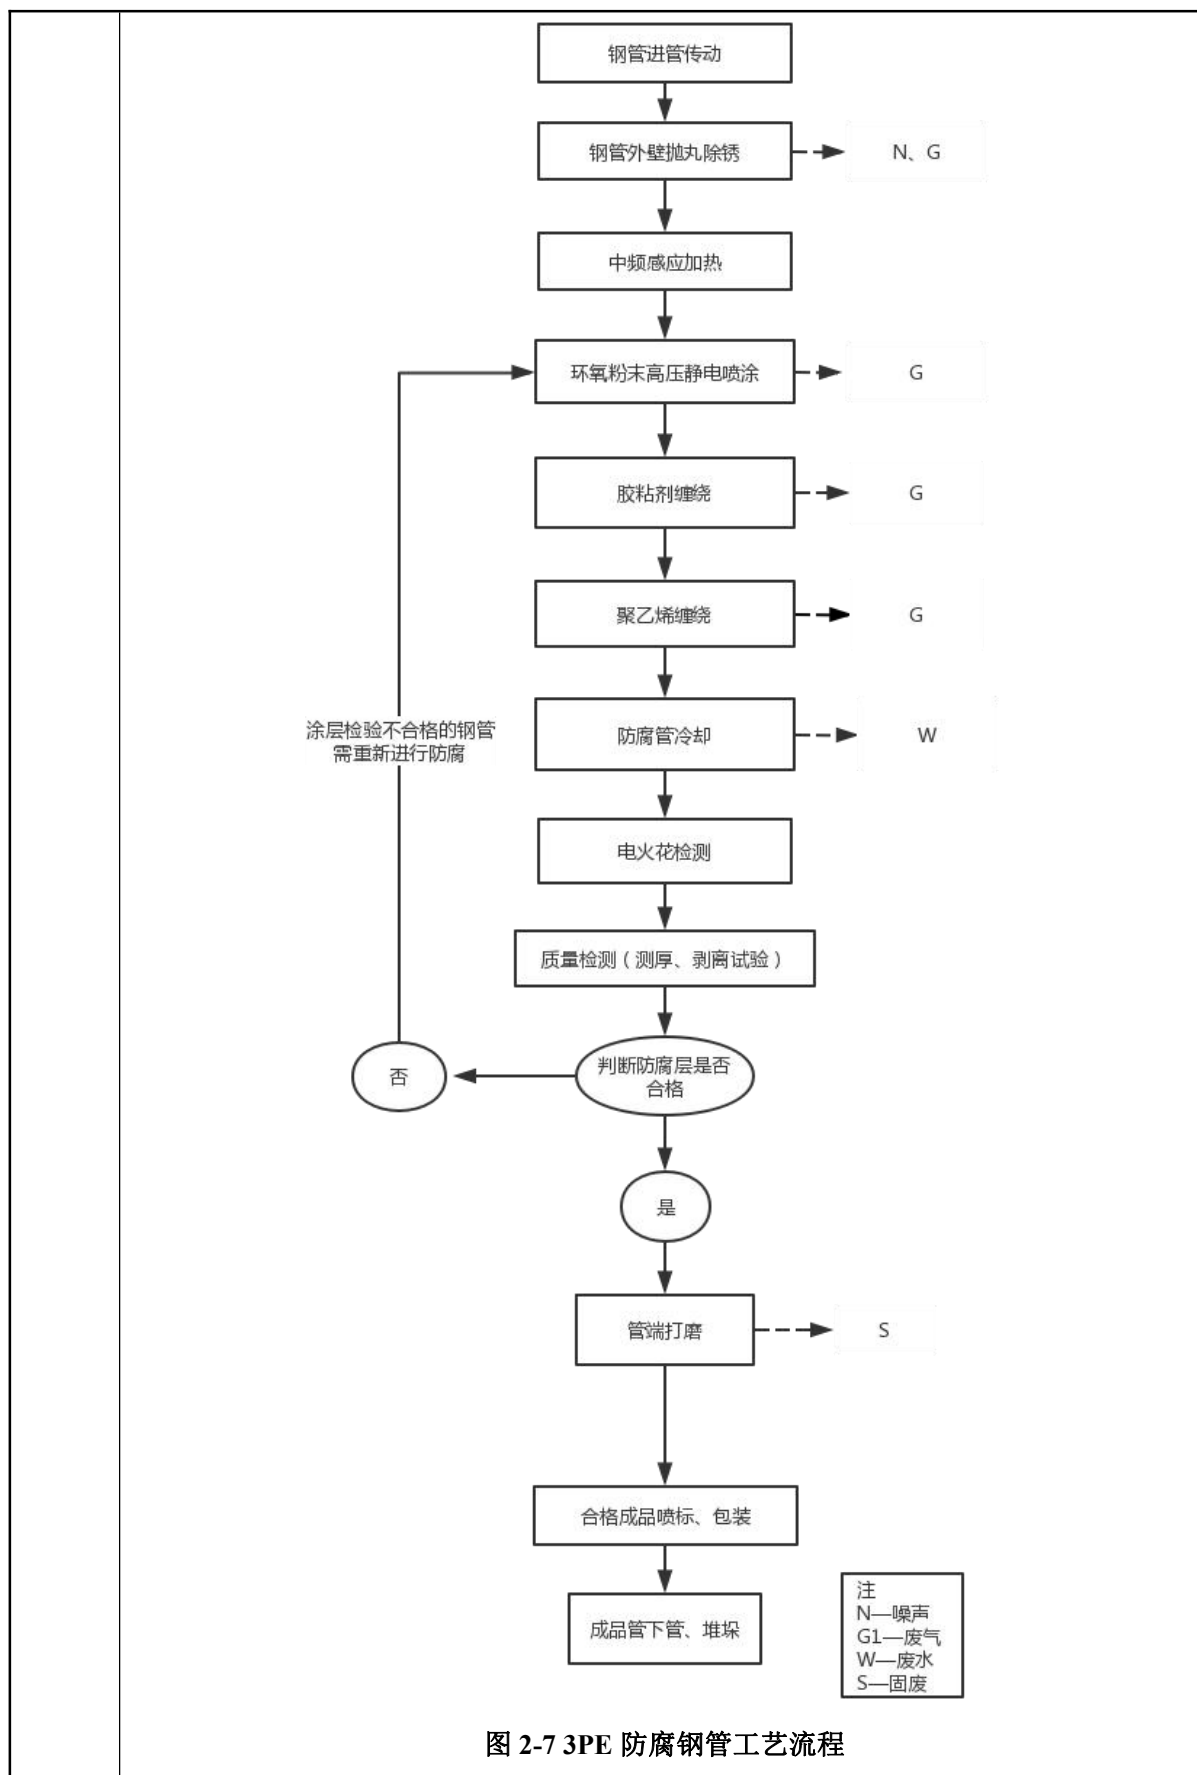 钢管进管传动
钢管外壁抛丸除锈
N、G
中频感应加热
环氧粉末高压静电喷涂
G
胶粘剂缠绕
G
聚乙烯缠绕
G
涂层检验不合格的钢管
需重新进行防腐
防腐管冷却
W
电火花检测
质量检测（测厚、剥离试验）
判断防腐层是否
合格
否
是
管端打磨
S
合格成品喷标、包装
成品管下管、堆垛
注
N—噪声
G1—废气
W—废水
S—固废
图 2-7 3PE 防腐钢管工艺流程